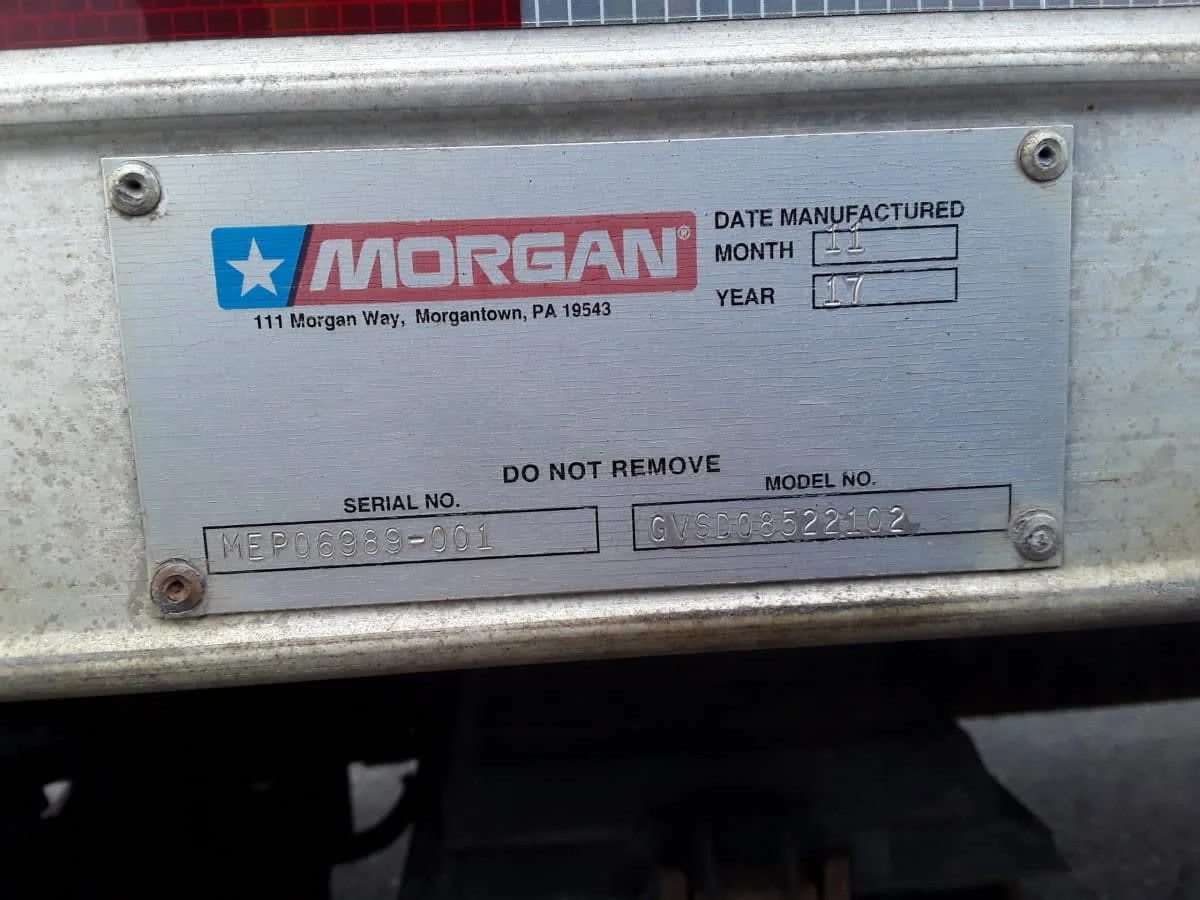 MORGAN®
111 Morgan Way, Morgantown, PA 19543
DATE MANUFACTURED
MONTH 11
YEAR 17
DO NOT REMOVE
SERIAL NO.
MEP06989-001
MODEL NO.
GVSD08522102